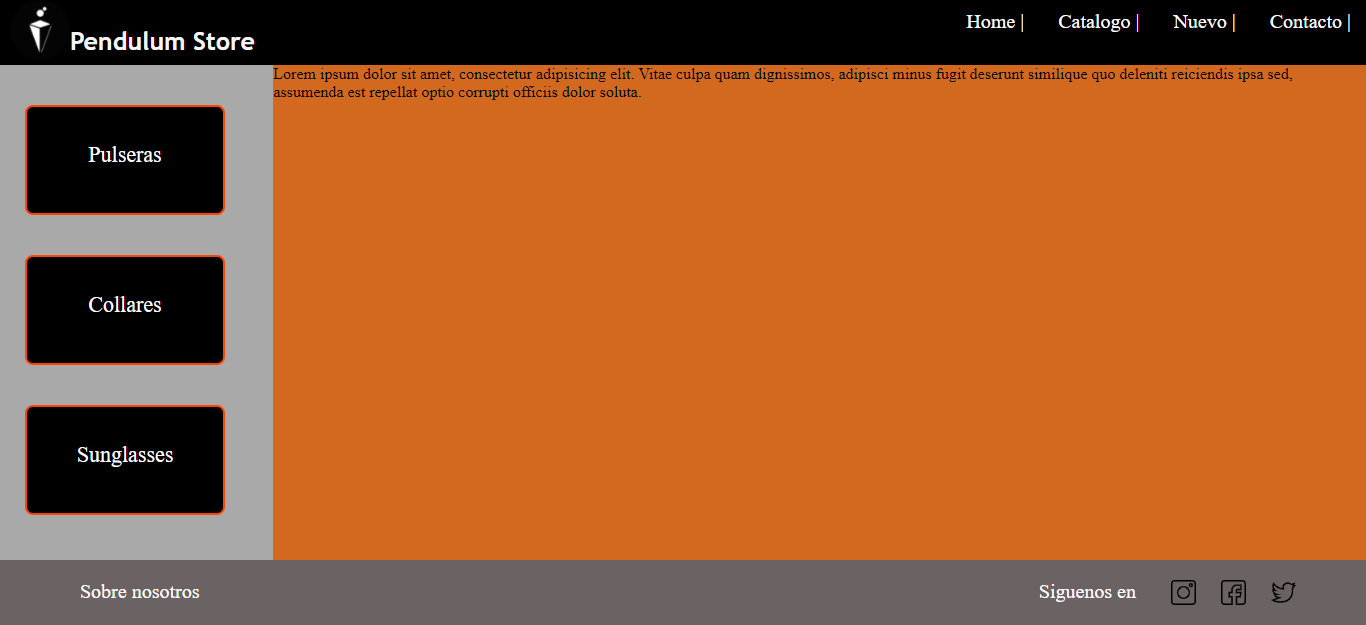 Pendulum Store
Home |
Catalogo |
Nuevo |
Contacto |
Lorem ipsum dolor sit amet, consectetur adipisicing elit. Vitae culpa quam dignissimos, adipisci minus fugit deserunt similique quo deleniti reiciendis ipsa sed,
assumenda est repellat optio corrupti officiis dolor soluta.
Pulseras
Collares
Sunglasses
Sobre nosotros
Siguenos en